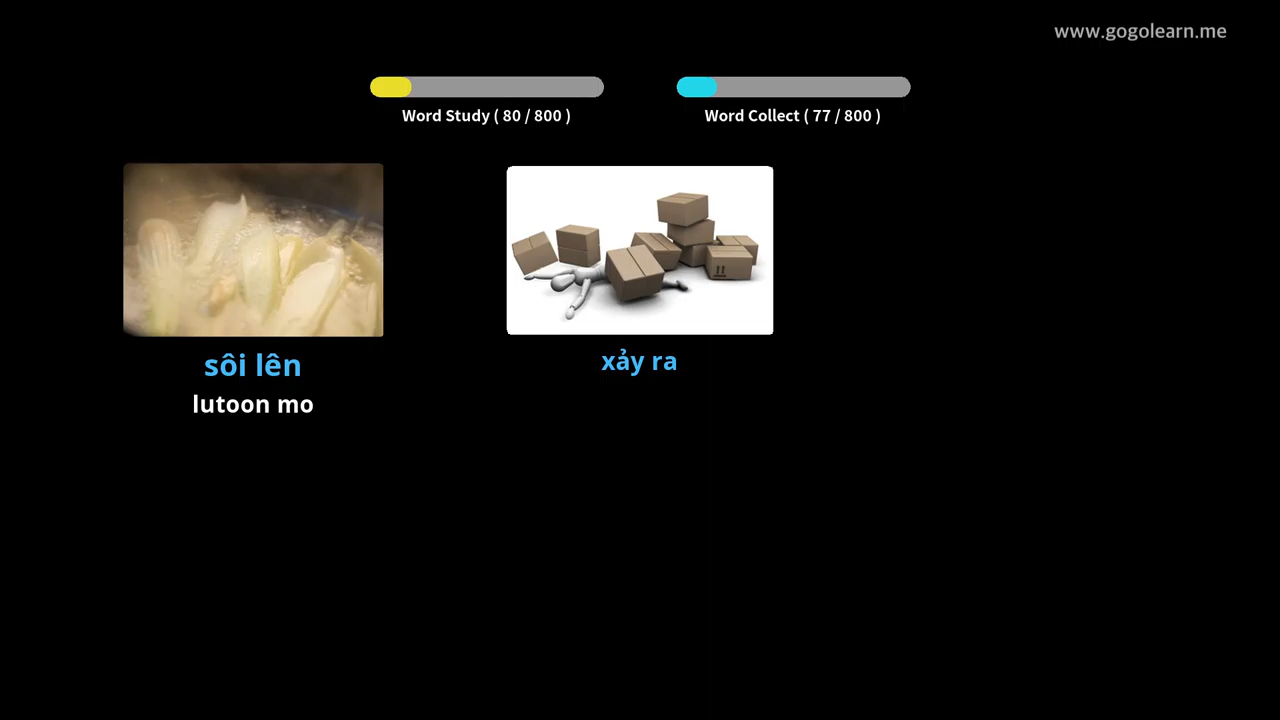 www.gogolearn.me
Word Study ( 80 / 800 )
Word Collect ( 77 / 800 )
sôi lên
lutoon mo
xảy ra